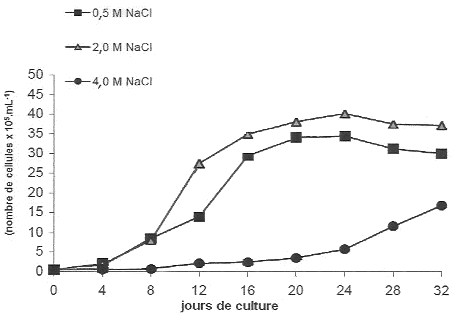 0,5 M NaCl
2,0 M NaCl
4,0 M NaCl
(nombre de cellules x 10⁵.mL⁻¹)
50
45
40
35
30
25
20
15
10
5
0
0 4 8 12 16 20 24 28 32
jours de culture